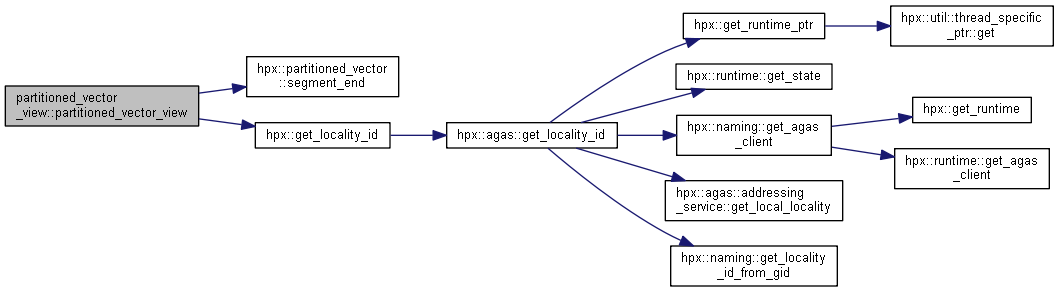 partitioned_vector
_view::partitioned_vector_view
hpx::partitioned_vector
::segment_end
hpx::get_locality_id
hpx::agas::get_locality_id
hpx::get_runtime_ptr
hpx::util::thread_specific
_ptr::get
hpx::runtime::get_state
hpx::naming::get_agas
_client
hpx::get_runtime
hpx::runtime::get_agas
_client
hpx::agas::addressing
_service::get_local_locality
hpx::naming::get_locality
_id_from_gid